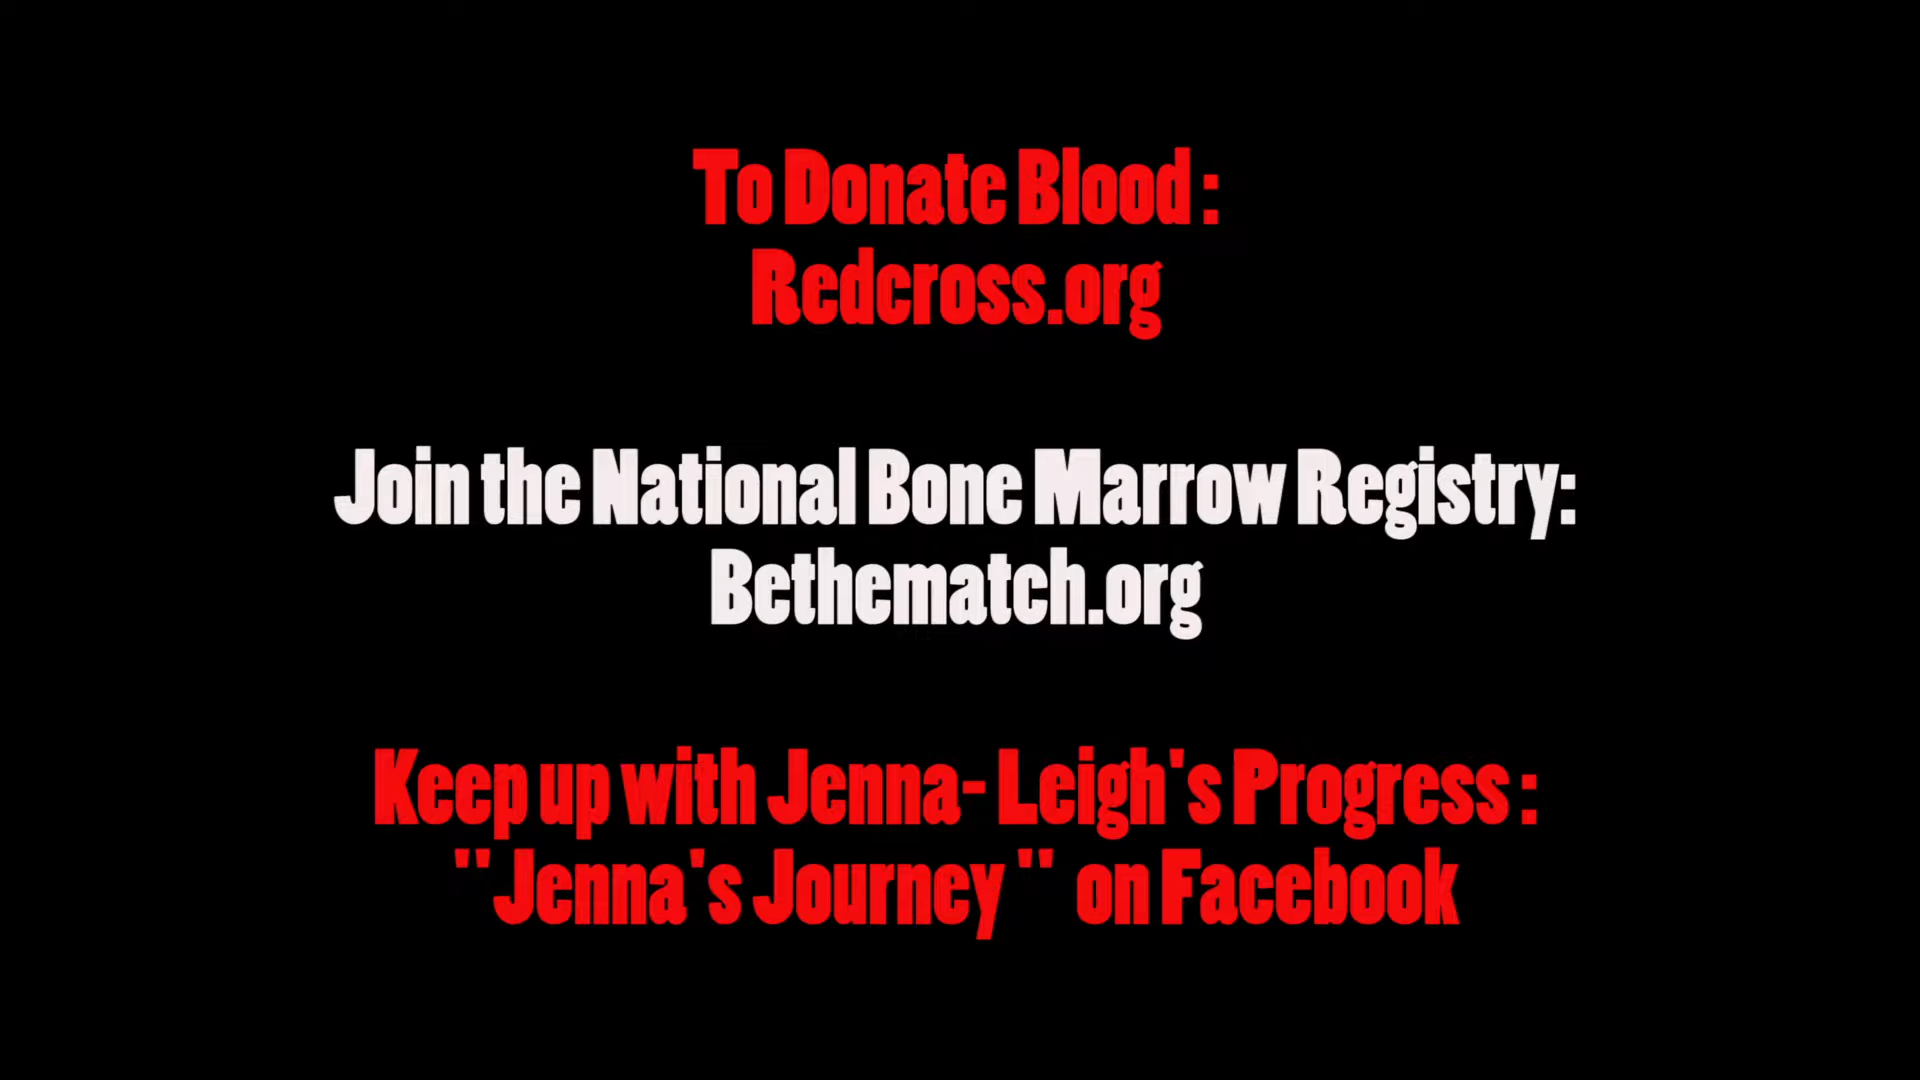 To Donate Blood :
Redcross.org
Join the National Bone Marrow Registry:
Bethematch.org
Keep up with Jenna- Leigh's Progress :
"Jenna's Journey " on Facebook